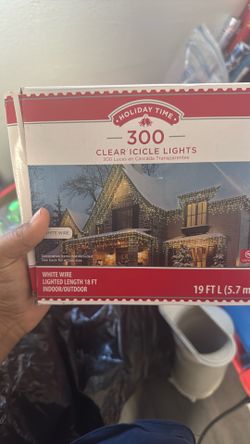 HOLIDAY TIME
300
CLEAR ICICLE LIGHTS
300 Luces en Cascada Transparentes
WHITE WIRE
WHITE WIRE
LIGHTED LENGTH 18 FT
INDOOR/OUTDOOR
19 FT L (5.7 m